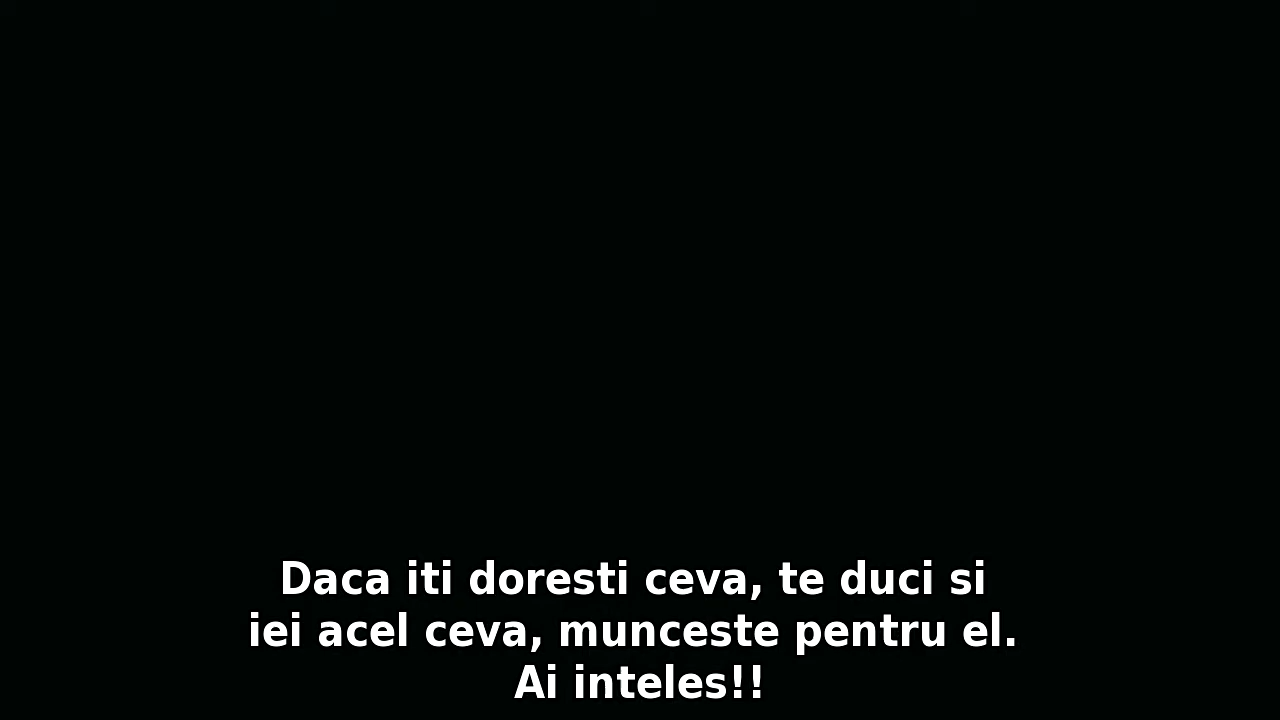 Daca iti doresti ceva, te duci si
iei acel ceva, munceste pentru el.
Ai inteles!!